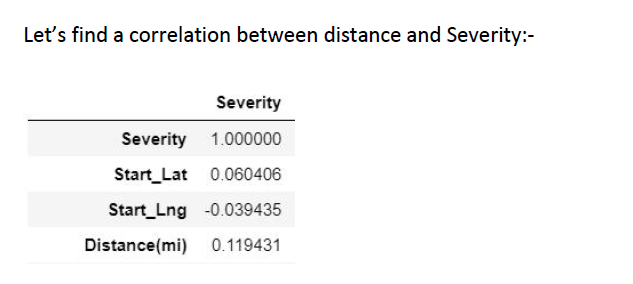 Let's find a correlation between distance and Severity:-
Severity
Severity 1.000000
Start_Lat 0.060406
Start_Lng -0.039435
Distance(mi) 0.119431